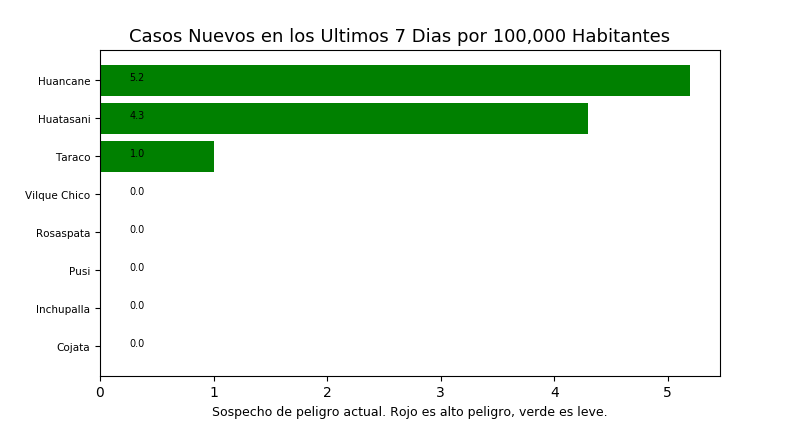 Casos Nuevos en los Ultimos 7 Dias por 100,000 Habitantes
Huancane 5.2
Huatasani 4.3
Taraco 1.0
Vilque Chico 0.0
Rosaspata 0.0
Pusi 0.0
Inchupalla 0.0
Cojata 0.0
0 1 2 3 4 5
Sospecho de peligro actual. Rojo es alto peligro, verde es leve.